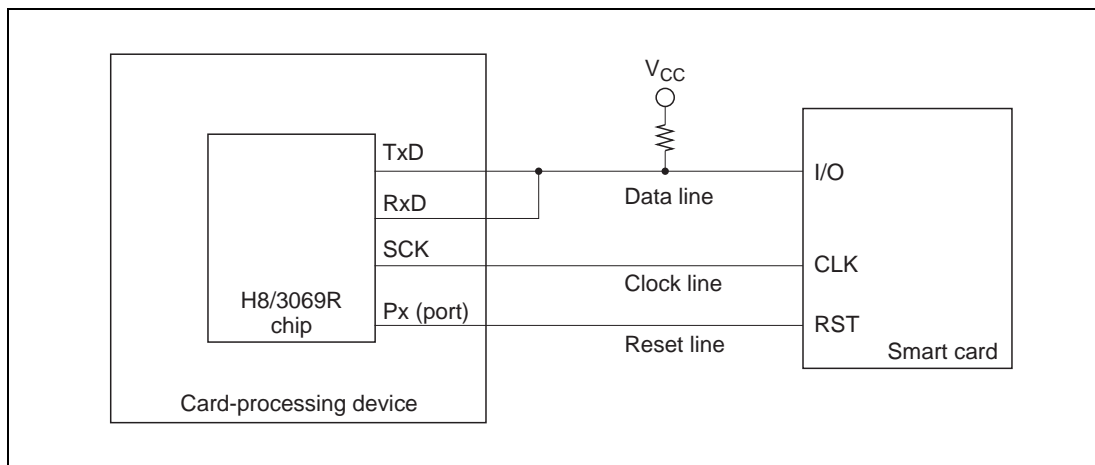 VCC
TxD
I/O
Data line
RxD
SCK
CLK
Clock line
H8/3069R
chip
Px (port)
RST
Reset line
Smart card
Card-processing device